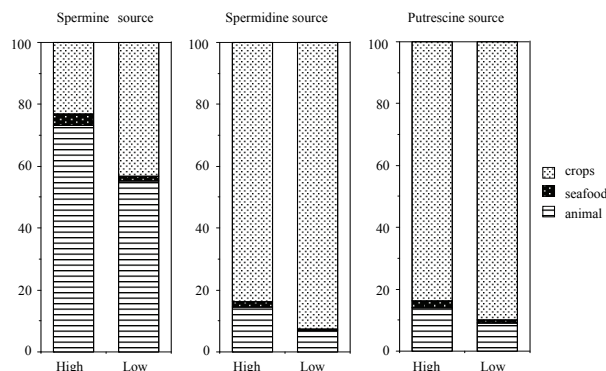 Spermine source
Spermidine source
Putrescine source
100
80
60
40
20
0
High
Low
100
80
60
40
20
0
High
Low
100
80
60
40
20
0
High
Low
crops
seafood
animal